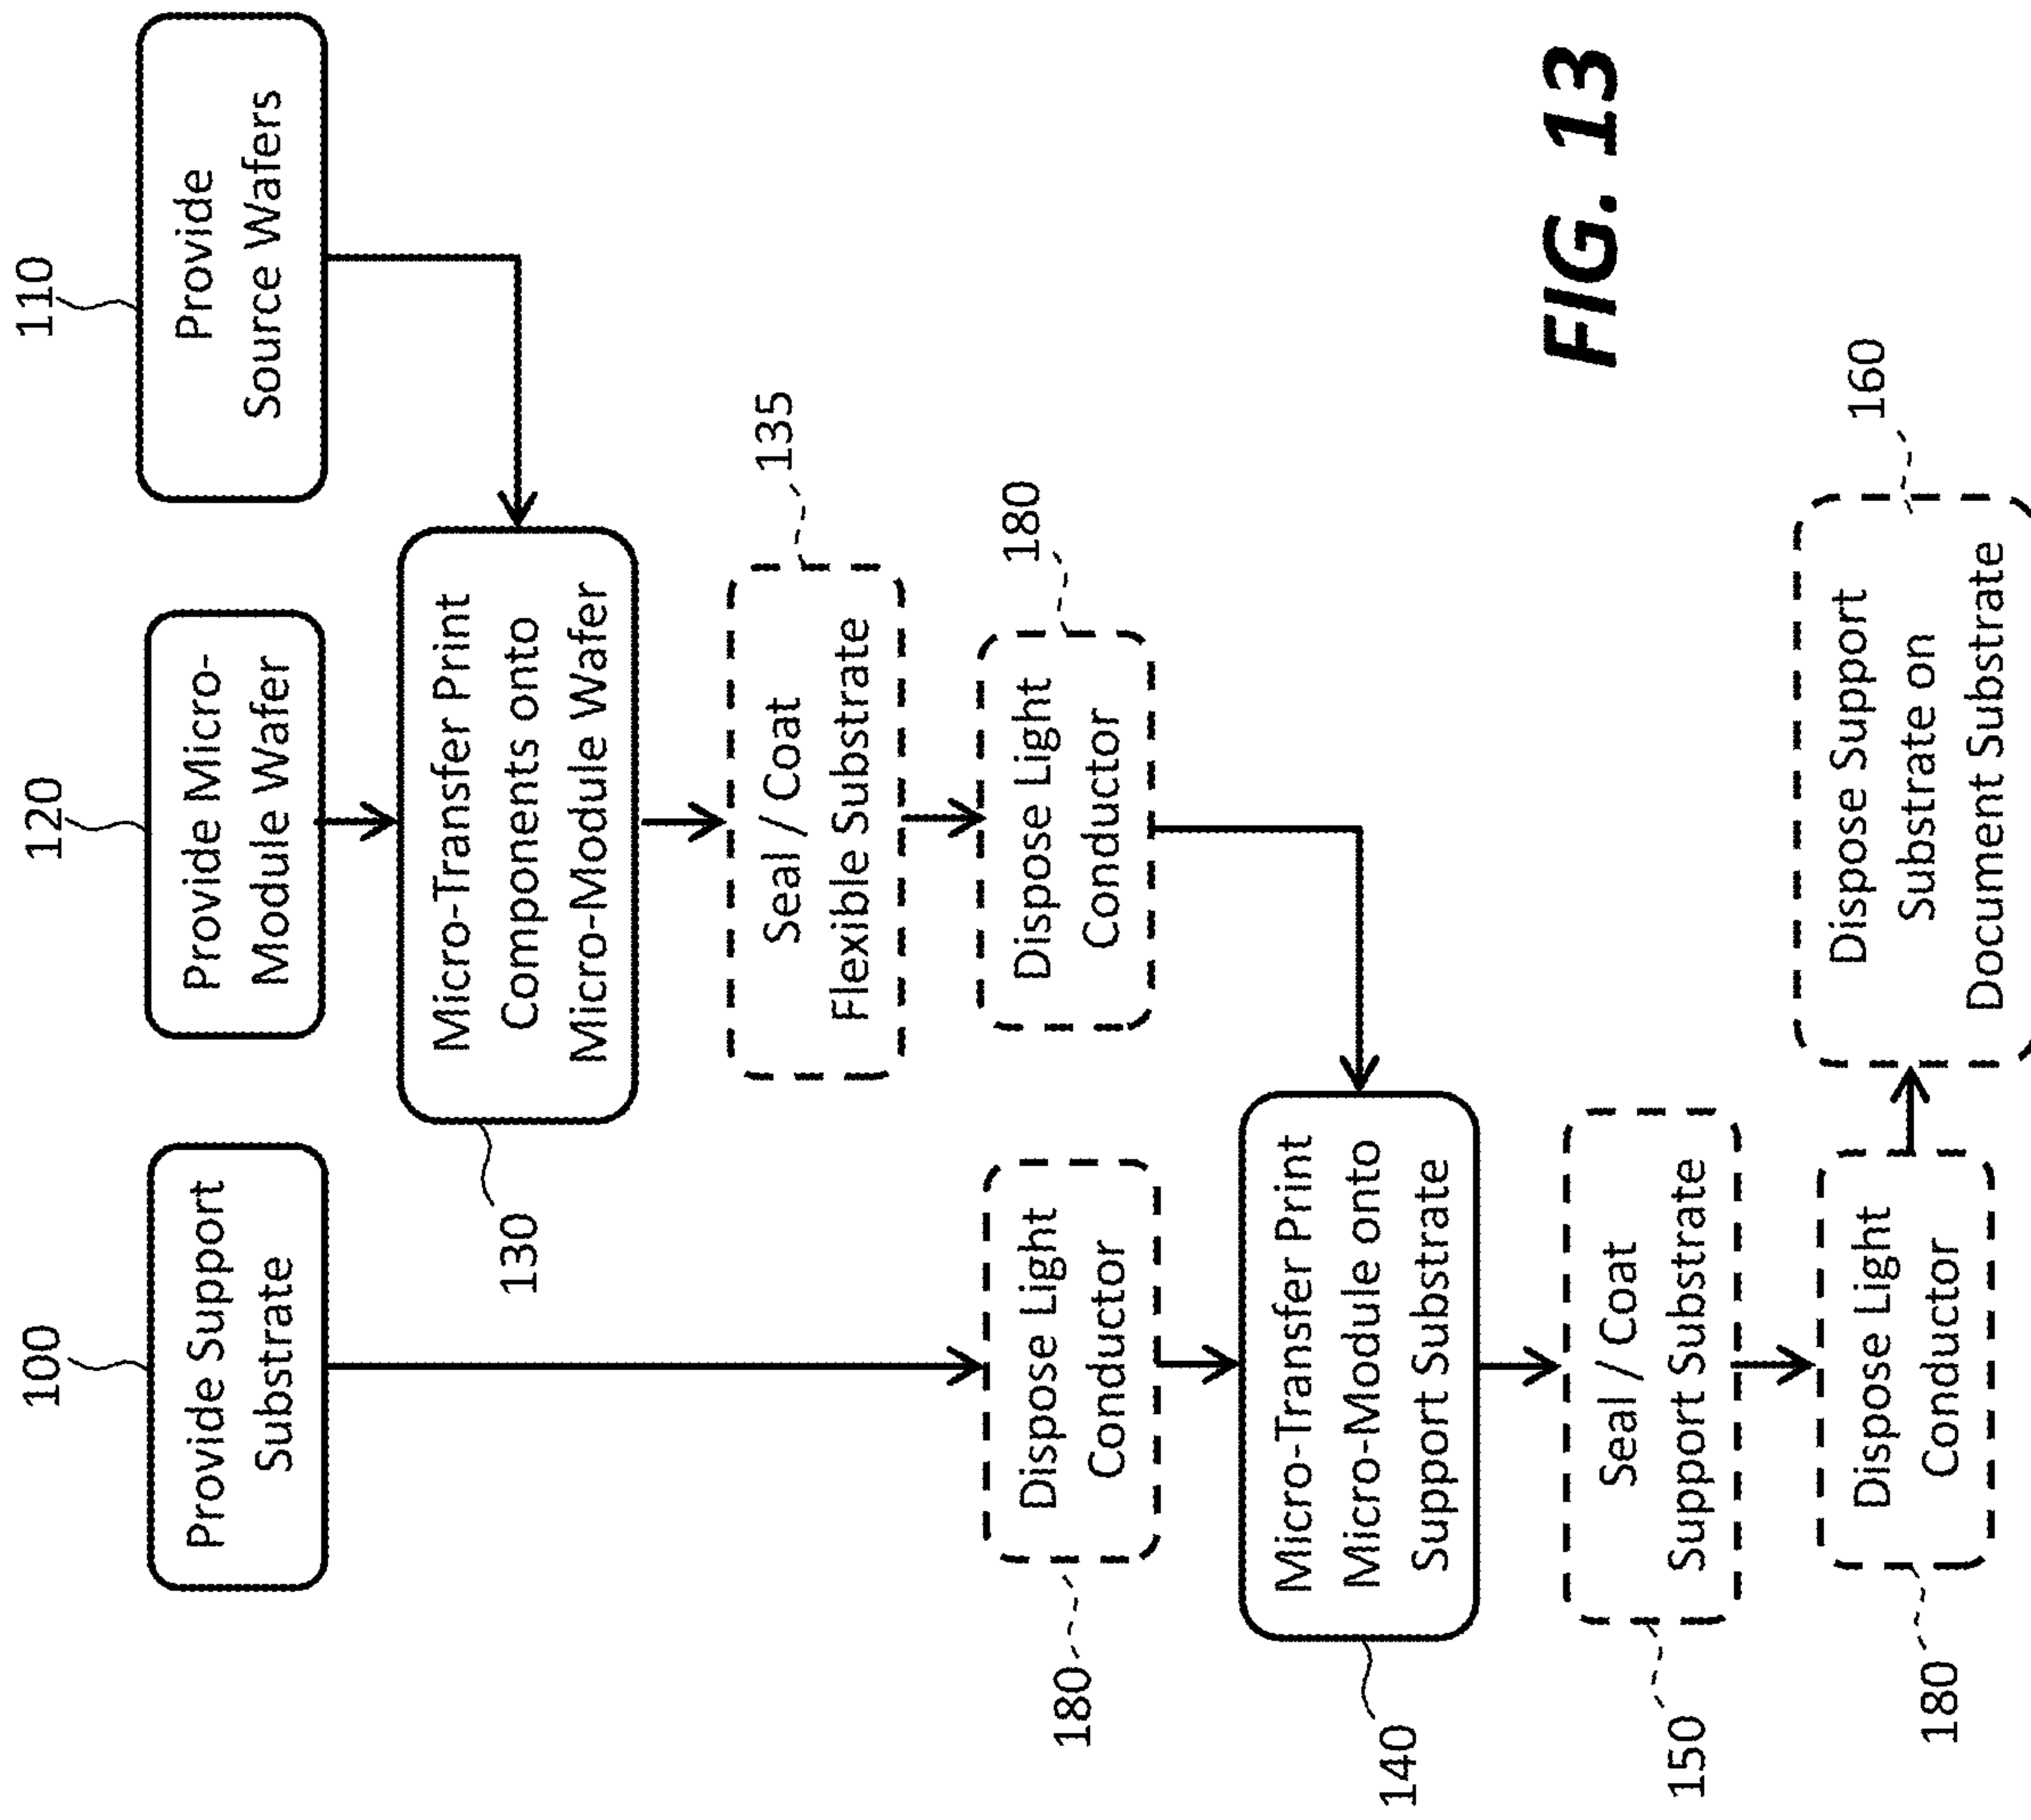 100
Provide Support
Substrate
120
Provide Micro-
Module Wafer
110
Provide
Source Wafers
130
Micro-Transfer Print
Components onto
Micro-Module Wafer
135
Seal / Coat
Flexible Substrate
180
Dispose Light
Conductor
180
Dispose Light
Conductor
140
Micro-Transfer Print
Micro-Module onto
Support Substrate
150
Seal / Coat
Support Substrate
180
Dispose Light
Conductor
160
Dispose Support
Substrate on
Document Substrate
FIG. 13